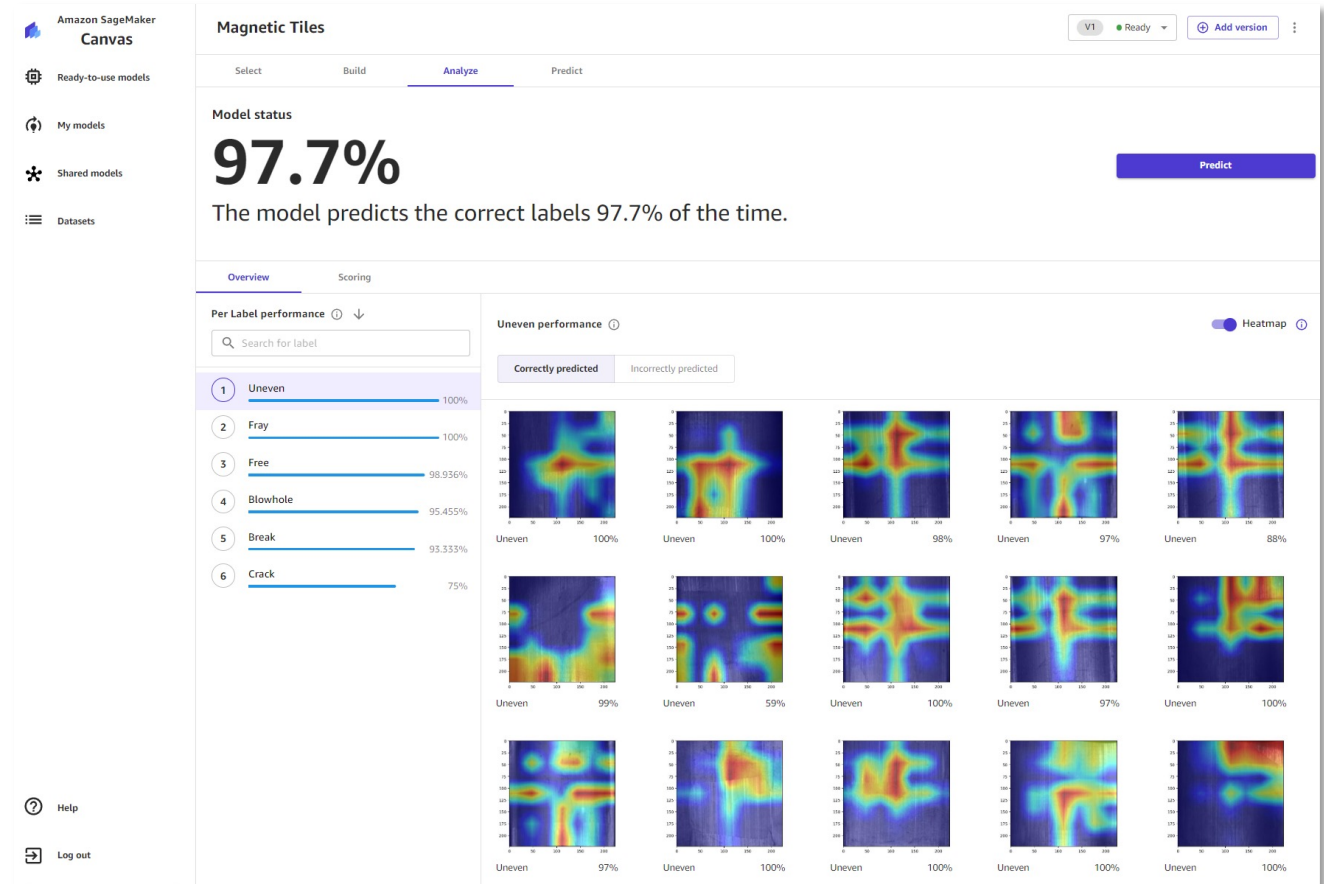 Amazon SageMaker
Canvas
Ready-to-use models
My models
Shared models
Datasets
Help
Log out
Magnetic Tiles
V1 Ready
Add version
Select Build Analyze Predict
Model status
97.7%
The model predicts the correct labels 97.7% of the time.
Predict
Overview Scoring
Per Label performance
Search for label
1 Uneven 100%
2 Fray 100%
3 Free 98.936%
4 Blowhole 95.455%
5 Break 93.333%
6 Crack 75%
Uneven performance
Heatmap
Correctly predicted Incorrectly predicted
Uneven 100% Uneven 100% Uneven 98% Uneven 97% Uneven 88%
Uneven 99% Uneven 59% Uneven 100% Uneven 97% Uneven 100%
Uneven 97% Uneven 100% Uneven 100% Uneven 100% Uneven 100%